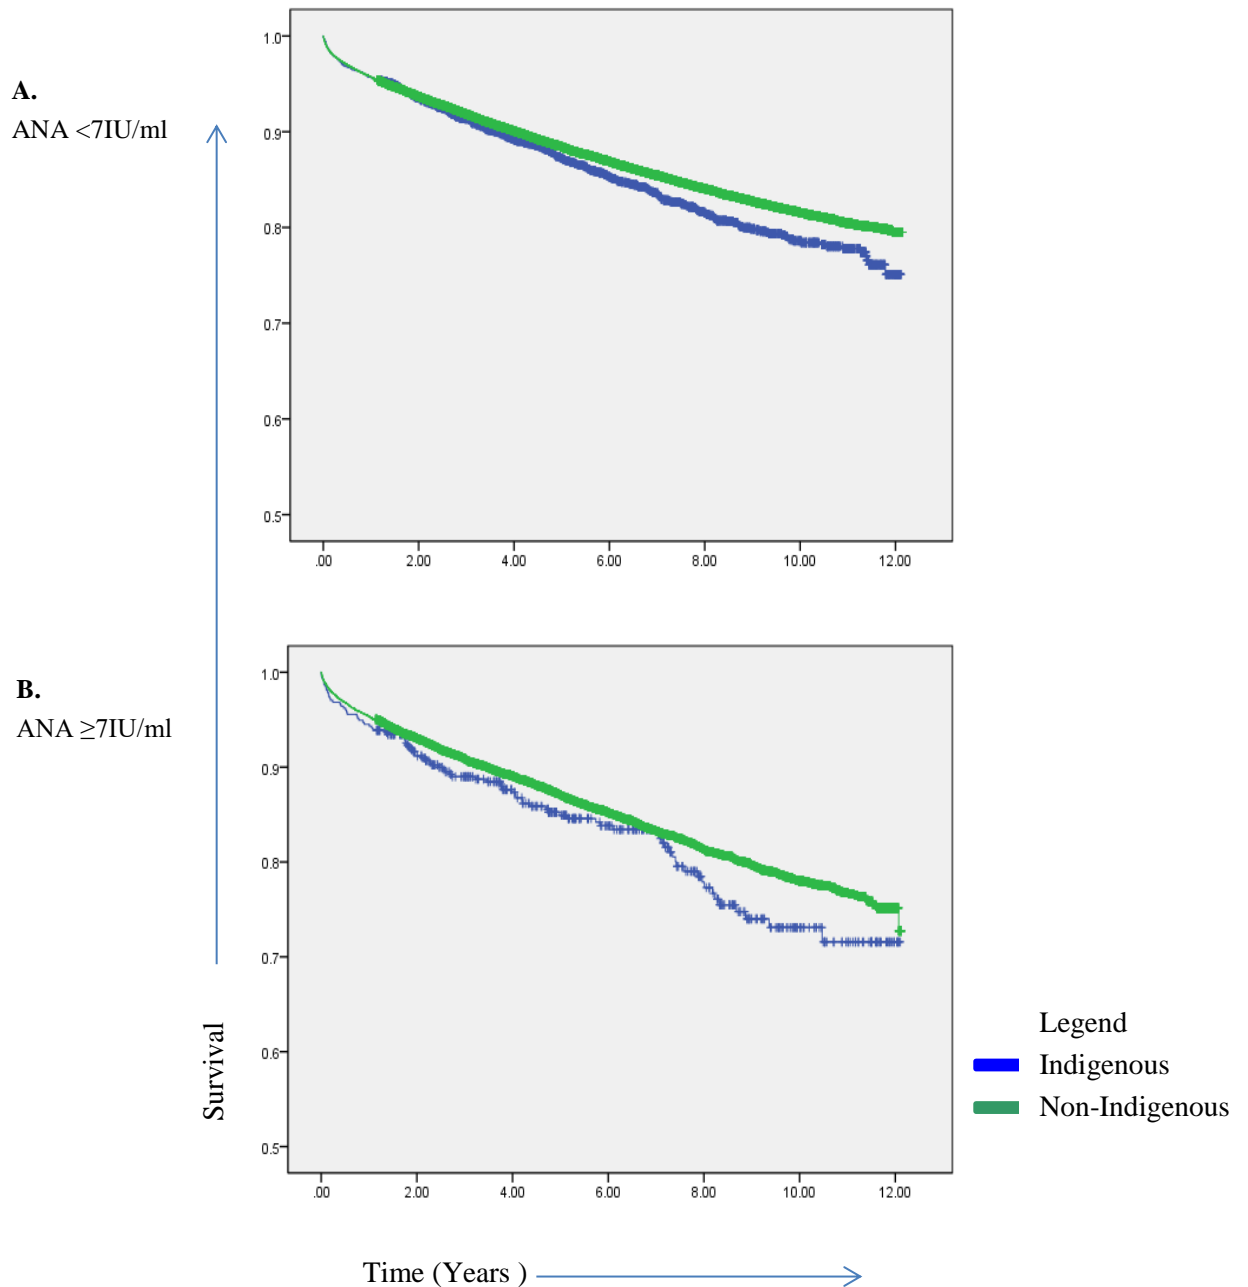 A.
ANA <7IU/ml
1.0
0.9
0.8
0.7
0.6
0.5
.00 2.00 4.00 6.00 8.00 10.00 12.00
B.
ANA ≥7IU/ml
1.0
0.9
0.8
0.7
0.6
0.5
.00 2.00 4.00 6.00 8.00 10.00 12.00
Survival
Time (Years )
Legend
Indigenous
Non-Indigenous